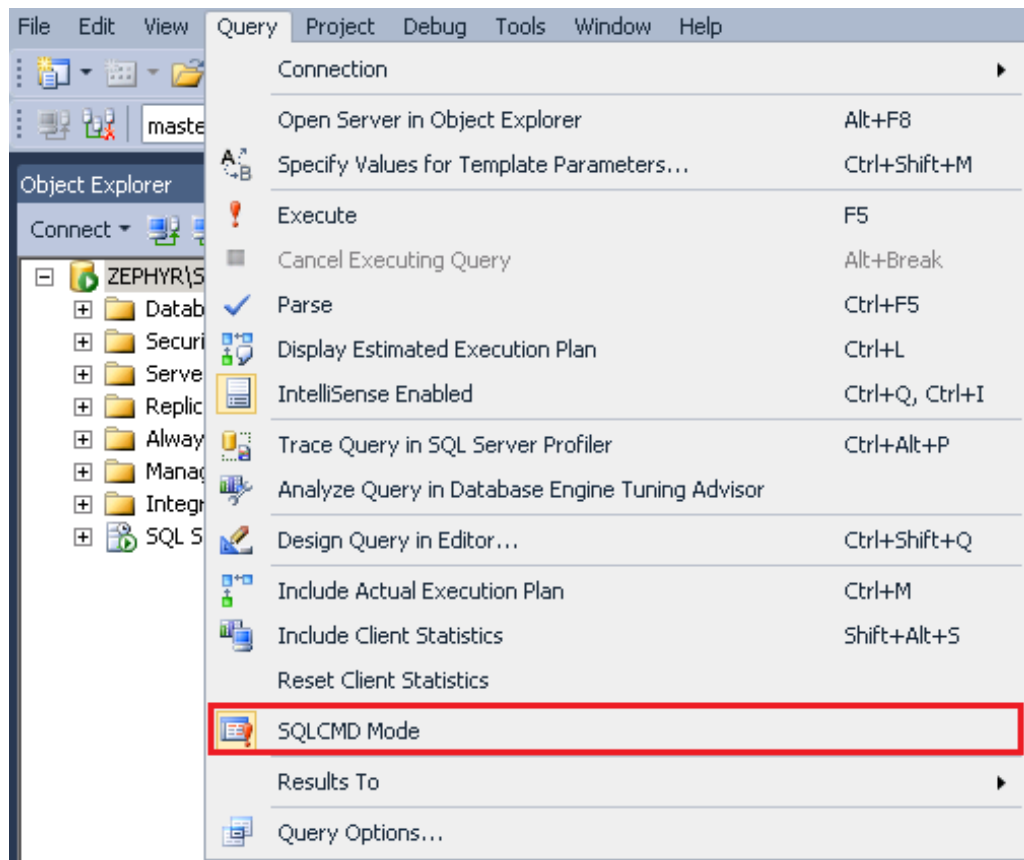 File Edit View Query Project Debug Tools Window Help
Connection
maste
Open Server in Object Explorer Alt+F8
Specify Values for Template Parameters... Ctrl+Shift+M
Object Explorer
Execute F5
Connect
Cancel Executing Query Alt+Break
ZEPHYR\S
Parse Ctrl+F5
Datab
Securi
Display Estimated Execution Plan Ctrl+L
Serve
IntelliSense Enabled Ctrl+Q, Ctrl+I
Replic
Alway
Trace Query in SQL Server Profiler Ctrl+Alt+P
Manag
Analyze Query in Database Engine Tuning Advisor
Integr
SQL S
Design Query in Editor... Ctrl+Shift+Q
Include Actual Execution Plan Ctrl+M
Include Client Statistics Shift+Alt+S
Reset Client Statistics
SQLCMD Mode
Results To
Query Options...